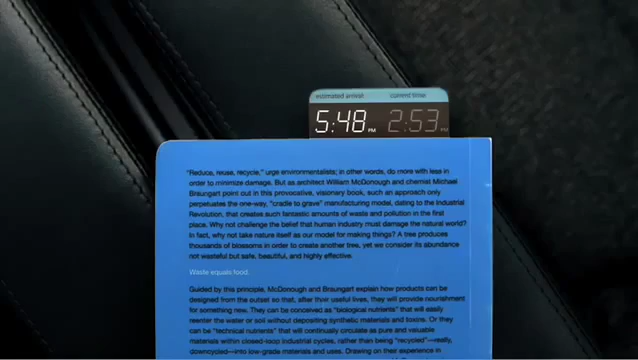 estimated arrival current time
5:48 PM 2:53 PM
"Reduce, reuse, recycle," urge environmentalists; in other words, do more with less in
order to minimize damage. But as architect William McDonough and chemist Michael
Braungart point out in this provocative, visionary book, such an approach only
perpetuates the one-way, "cradle to grave" manufacturing model, dating to the Industrial
Revolution, that creates such fantastic amounts of waste and pollution in the first
place. Why not challenge the belief that human industry must damage the natural world?
In fact, why not take nature itself as our model for making things? A tree produces
thousands of blossoms in order to create another tree, yet we consider its abundance
not wasteful but safe, beautiful, and highly effective.
Waste equals food.
Guided by this principle, McDonough and Braungart explain how products can be
designed from the outset so that, after their useful lives, they will provide nourishment
for something new. They can be conceived as "biological nutrients" that will easily
reenter the water or soil without depositing synthetic materials and toxins. Or they
can be "technical nutrients" that will continually circulate as pure and valuable
materials within closed-loop industrial cycles, rather than being "recycled"—really,
downcycled—into low-grade materials and uses. Drawing on their experience in